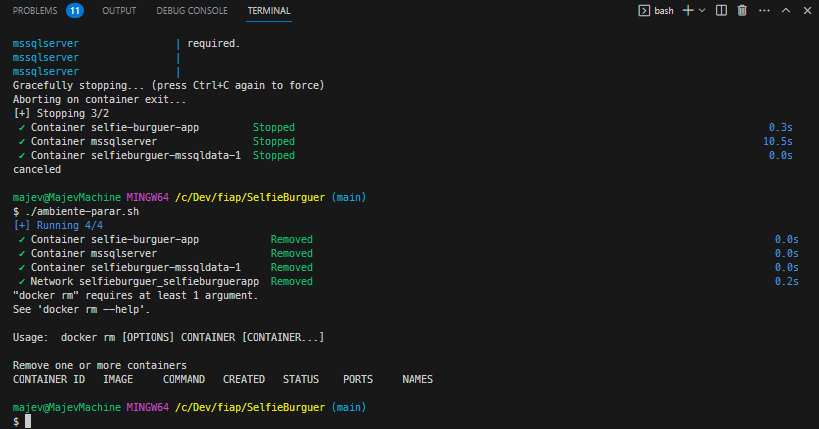 PROBLEMS 11 OUTPUT DEBUG CONSOLE TERMINAL bash
mssqlserver | required.
mssqlserver |
mssqlserver |
Gracefully stopping... (press Ctrl+C again to force)
Aborting on container exit...
[+] Stopping 3/2
✓ Container selfie-burguer-app Stopped 0.3s
✓ Container mssqlserver Stopped 10.5s
✓ Container selfieburguer-mssqldata-1 Stopped 0.0s
canceled
majev@MajevMachine MINGW64 /c/Dev/fiap/SelfieBurguer (main)
$ ./ambiente-parar.sh
[+] Running 4/4
✓ Container selfie-burguer-app Removed 0.0s
✓ Container mssqlserver Removed 0.0s
✓ Container selfieburguer-mssqldata-1 Removed 0.0s
✓ Network selfieburguer_selfieburguerapp Removed 0.2s
"docker rm" requires at least 1 argument.
See 'docker rm --help'.
Usage:  docker rm [OPTIONS] CONTAINER [CONTAINER...]
Remove one or more containers
CONTAINER ID IMAGE COMMAND CREATED STATUS PORTS NAMES
majev@MajevMachine MINGW64 /c/Dev/fiap/SelfieBurguer (main)
$